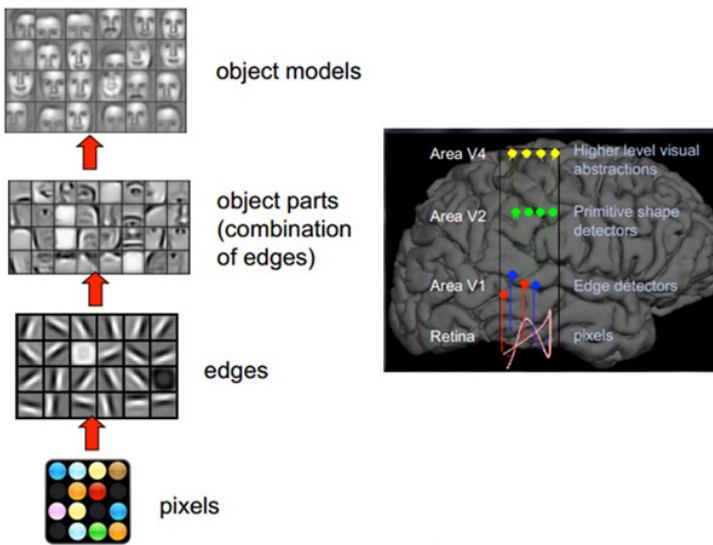 object models
object parts
(combination
of edges)
edges
pixels
Area V4
Higher level visual
abstractions
Area V2
Primitive shape
detectors
Area V1
Edge detectors
Retina
pixels